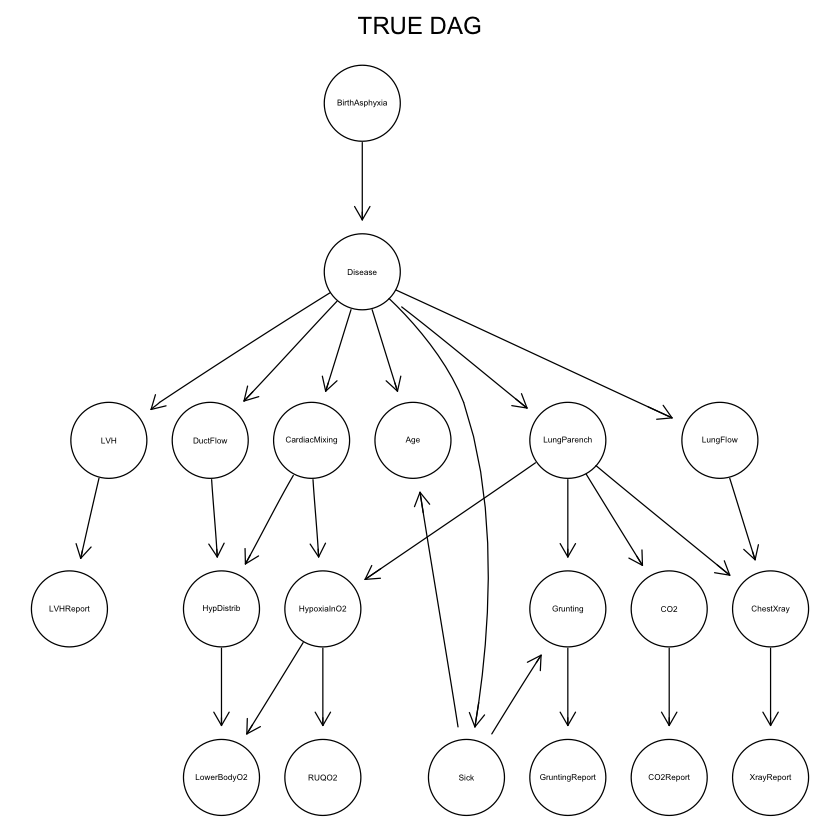 TRUE DAG
BirthAsphyxia
Disease
LVH
DuctFlow
CardiacMixing
Age
LungParench
LungFlow
LVHReport
HypDistrib
HypoxiaInO2
Grunting
CO2
ChestXray
LowerBodyO2
RUQO2
Sick
GruntingReport
CO2Report
XrayReport